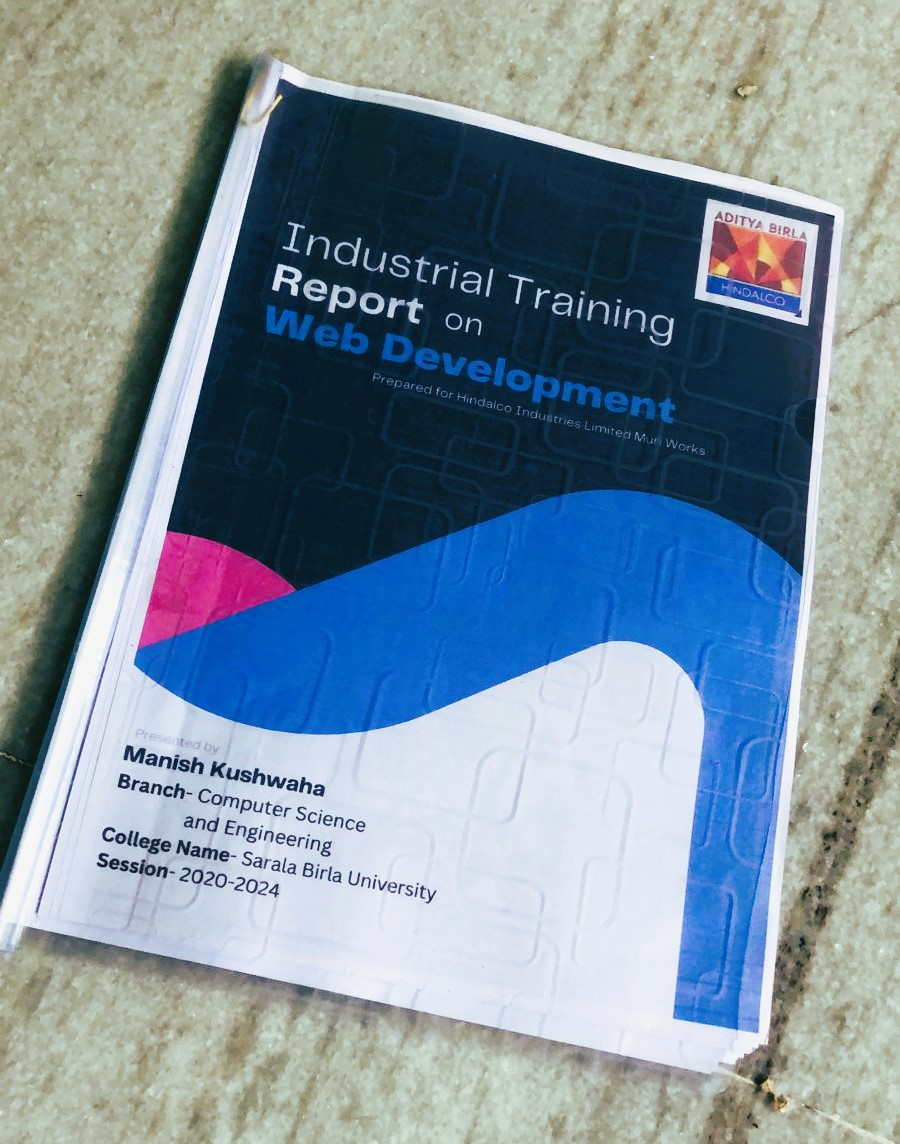 ADITYA BIRLA
HINDALCO
Industrial Training
Report on
Web Development
Prepared for Hindalco Industries Limited Muri Works
Presented by
Manish Kushwaha
Branch- Computer Science
and Engineering
College Name- Sarala Birla University
Session- 2020-2024